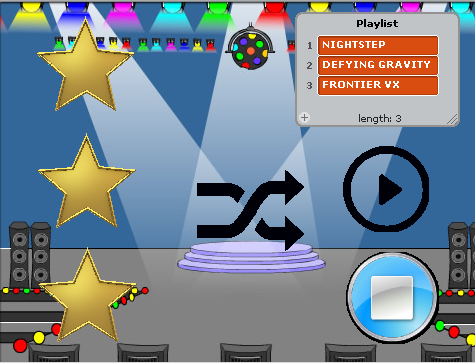 Playlist
1 NIGHTSTEP
2 DEFYING GRAVITY
3 FRONTIER VX
+ length: 3